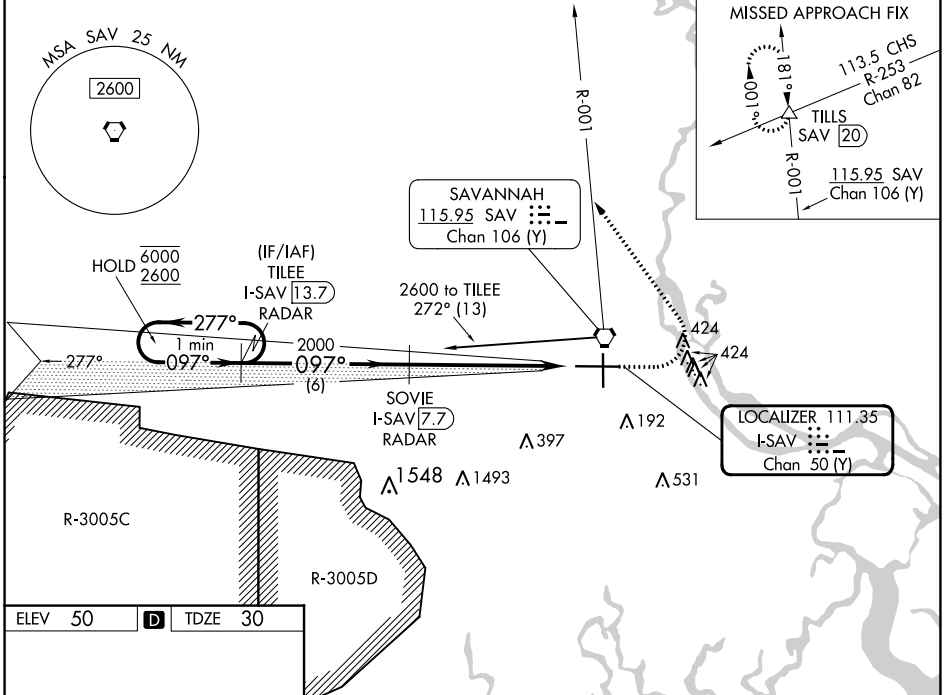 MSA SAV 25 NM
2600
MISSED APPROACH FIX
181°
001°
113.5 CHS
R-253
Chan 82
TILLS
SAV 20
R-001
115.95 SAV
Chan 106 (Y)
R-001
SAVANNAH
115.95 SAV
Chan 106 (Y)
HOLD 6000
2600
(IF/IAF)
TILEE
I-SAV 13.7
RADAR
2600 to TILEE
272° (13)
277°
1 min
097°
277°
2000
097°
(6)
SOVIE
I-SAV 7.7
RADAR
424
424
192
397
1548
1493
531
LOCALIZER 111.35
I-SAV
Chan 50 (Y)
R-3005C
R-3005D
ELEV 50 D TDZE 30